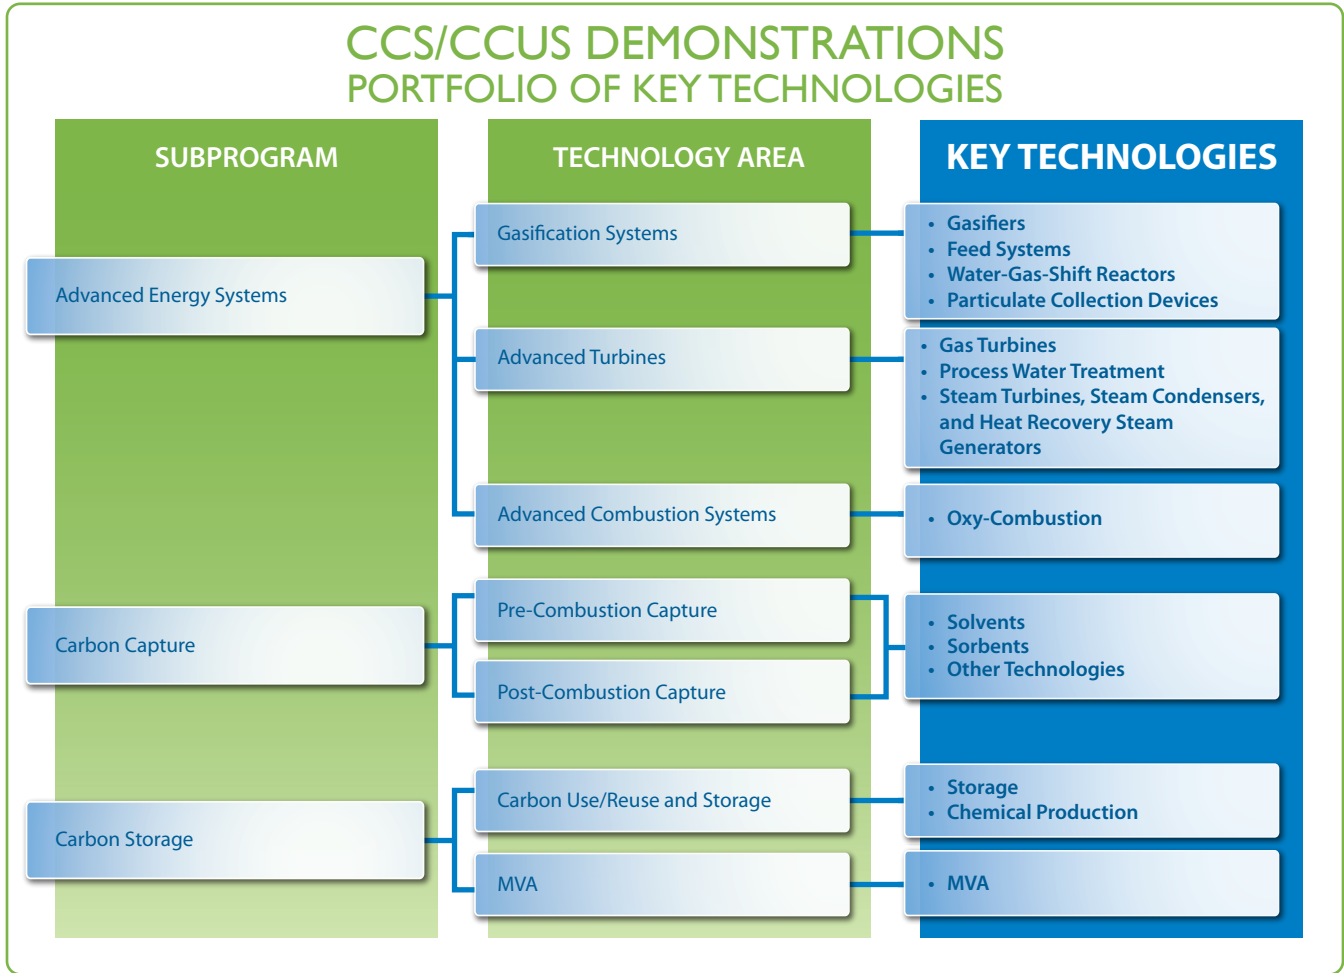 CCS/CCUS DEMONSTRATIONS
PORTFOLIO OF KEY TECHNOLOGIES
SUBPROGRAM
TECHNOLOGY AREA
KEY TECHNOLOGIES
Advanced Energy Systems
Gasification Systems
• Gasifiers
• Feed Systems
• Water-Gas-Shift Reactors
• Particulate Collection Devices
Advanced Turbines
• Gas Turbines
• Process Water Treatment
• Steam Turbines, Steam Condensers,
and Heat Recovery Steam
Generators
Advanced Combustion Systems
• Oxy-Combustion
Carbon Capture
Pre-Combustion Capture
Post-Combustion Capture
• Solvents
• Sorbents
• Other Technologies
Carbon Storage
Carbon Use/Reuse and Storage
• Storage
• Chemical Production
MVA
• MVA